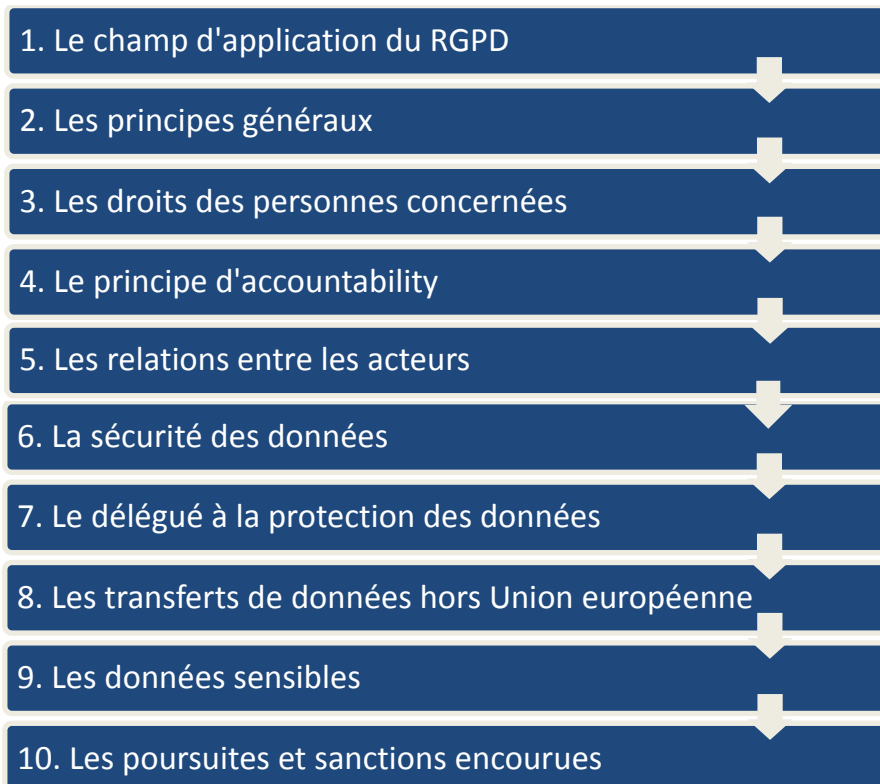 1. Le champ d'application du RGPD
2. Les principes généraux
3. Les droits des personnes concernées
4. Le principe d'accountability
5. Les relations entre les acteurs
6. La sécurité des données
7. Le délégué à la protection des données
8. Les transferts de données hors Union européenne
9. Les données sensibles
10. Les poursuites et sanctions encourues